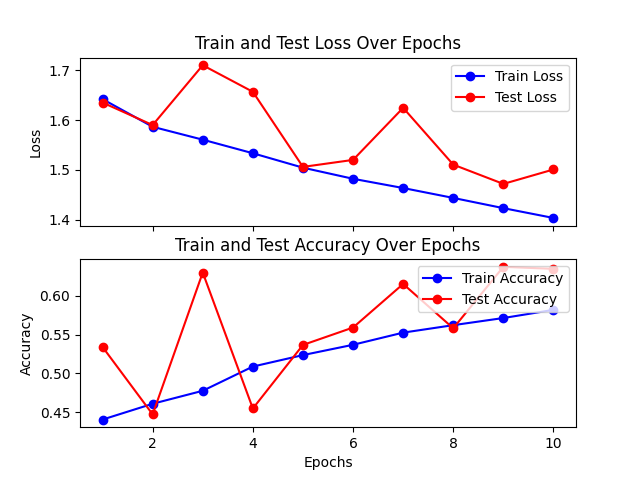 Train and Test Loss Over Epochs
1.7
1.6
1.5
1.4
Loss
Train Loss
Test Loss
Train and Test Accuracy Over Epochs
0.60
0.55
0.50
0.45
Accuracy
Train Accuracy
Test Accuracy
2 4 6 8 10
Epochs